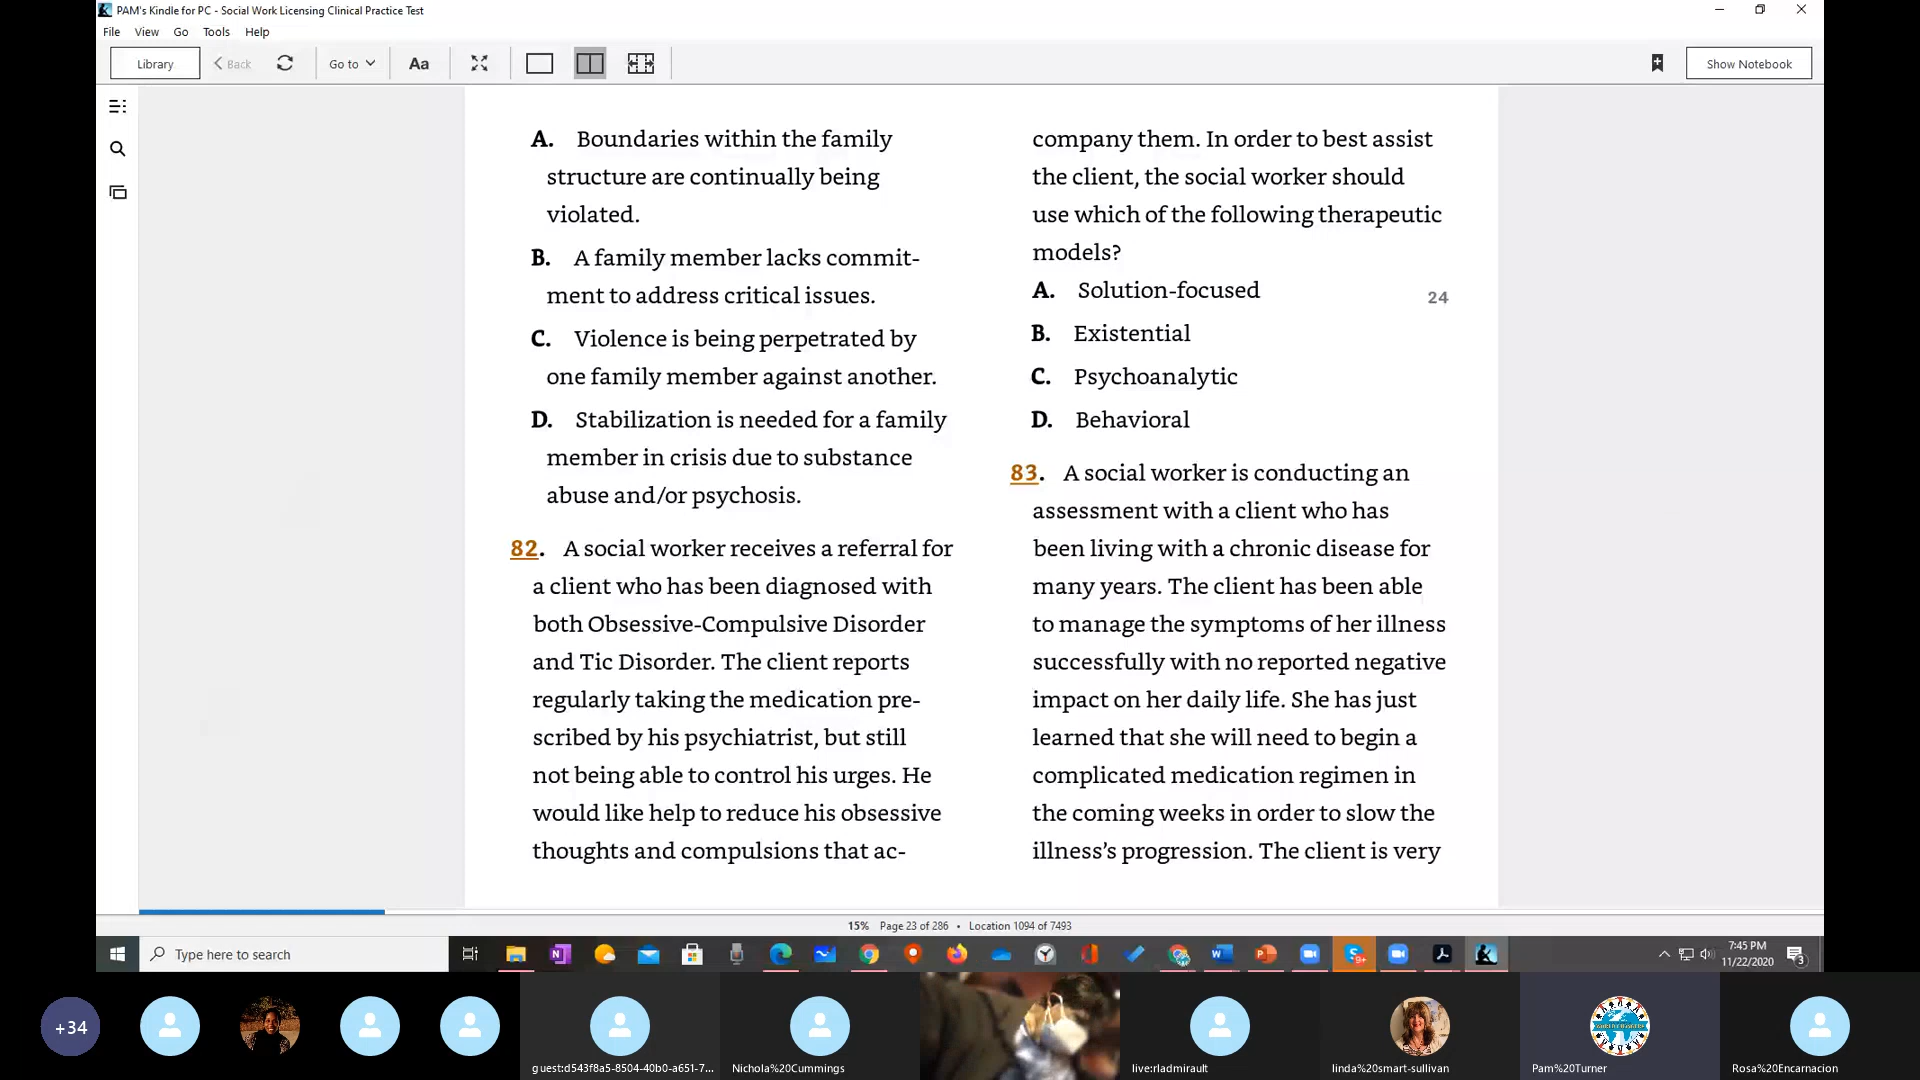 PAM's Kindle for PC - Social Work Licensing Clinical Practice Test
File View Go Tools Help
Library Back Go to Aa Show Notebook
A. Boundaries within the family
structure are continually being
violated.
B. A family member lacks commit-
ment to address critical issues.
C. Violence is being perpetrated by
one family member against another.
D. Stabilization is needed for a family
member in crisis due to substance
abuse and/or psychosis.
82. A social worker receives a referral for
a client who has been diagnosed with
both Obsessive-Compulsive Disorder
and Tic Disorder. The client reports
regularly taking the medication pre-
scribed by his psychiatrist, but still
not being able to control his urges. He
would like help to reduce his obsessive
thoughts and compulsions that ac-
company them. In order to best assist
the client, the social worker should
use which of the following therapeutic
models?
A. Solution-focused
24
B. Existential
C. Psychoanalytic
D. Behavioral
83. A social worker is conducting an
assessment with a client who has
been living with a chronic disease for
many years. The client has been able
to manage the symptoms of her illness
successfully with no reported negative
impact on her daily life. She has just
learned that she will need to begin a
complicated medication regimen in
the coming weeks in order to slow the
illness's progression. The client is very
15% Page 23 of 286 • Location 1094 of 7493
Type here to search
9+
7:45 PM
11/22/2020
3
+34
guest:d543f8a5-8504-40b0-a651-7...
Nichola%20Cummings
live:rladmirault
linda%20smart-sullivan
Pam%20Turner
Rosa%20Encarnacion